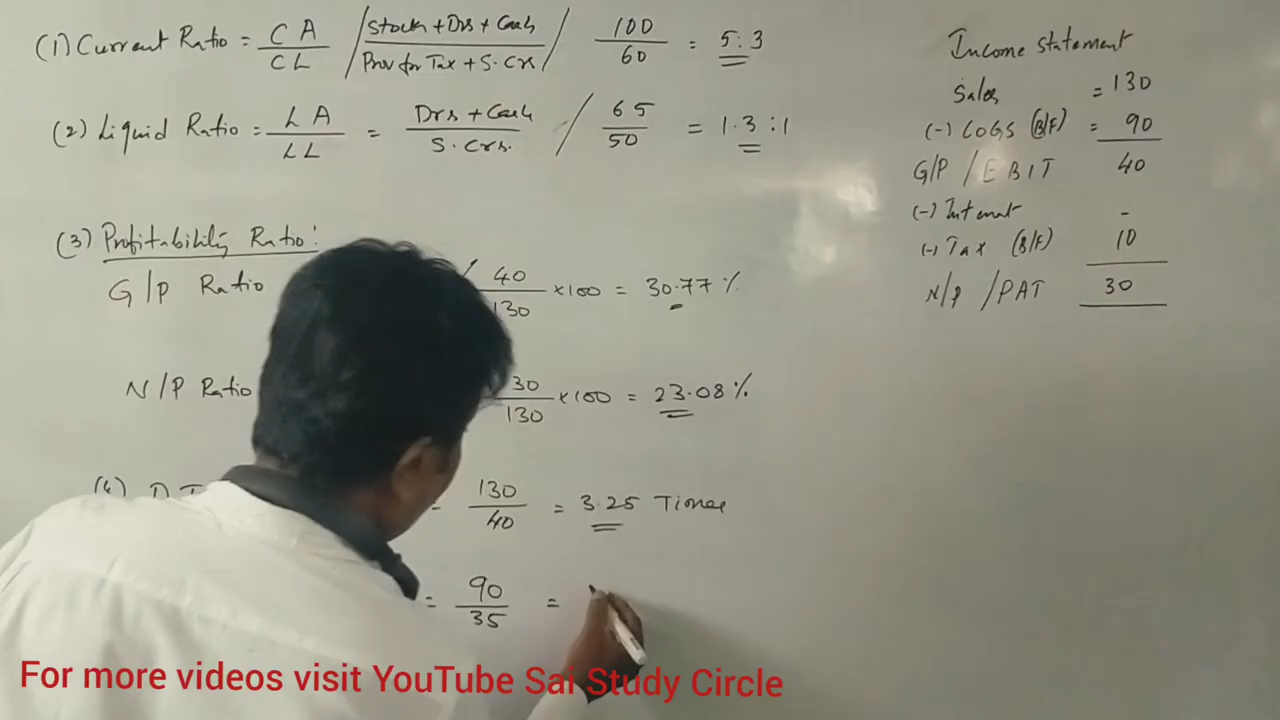 (1) Current Ratio = CA / CL / Stock + Drs + Cash / Prov for Tax + S. Crs / 100 / 60 = 5 : 3
(2) Liquid Ratio = LA / LL = Drs + Cash / S. Crs. / 65 / 50 = 1.3 : 1
(3) Profitability Ratio :
G/P Ratio 40 / 130 × 100 = 30.77 %
N/P Ratio 30 / 130 × 100 = 23.08 %
(4) D.T 130 / 40 = 3.25 Times
= 90 / 35 =
Income Statement
Sales = 130
(-) COGS (B/F) = 90
G/P / EBIT 40
(-) Interest -
(-) Tax (B/F) 10
N/P / PAT 30
For more videos visit YouTube Sai Study Circle